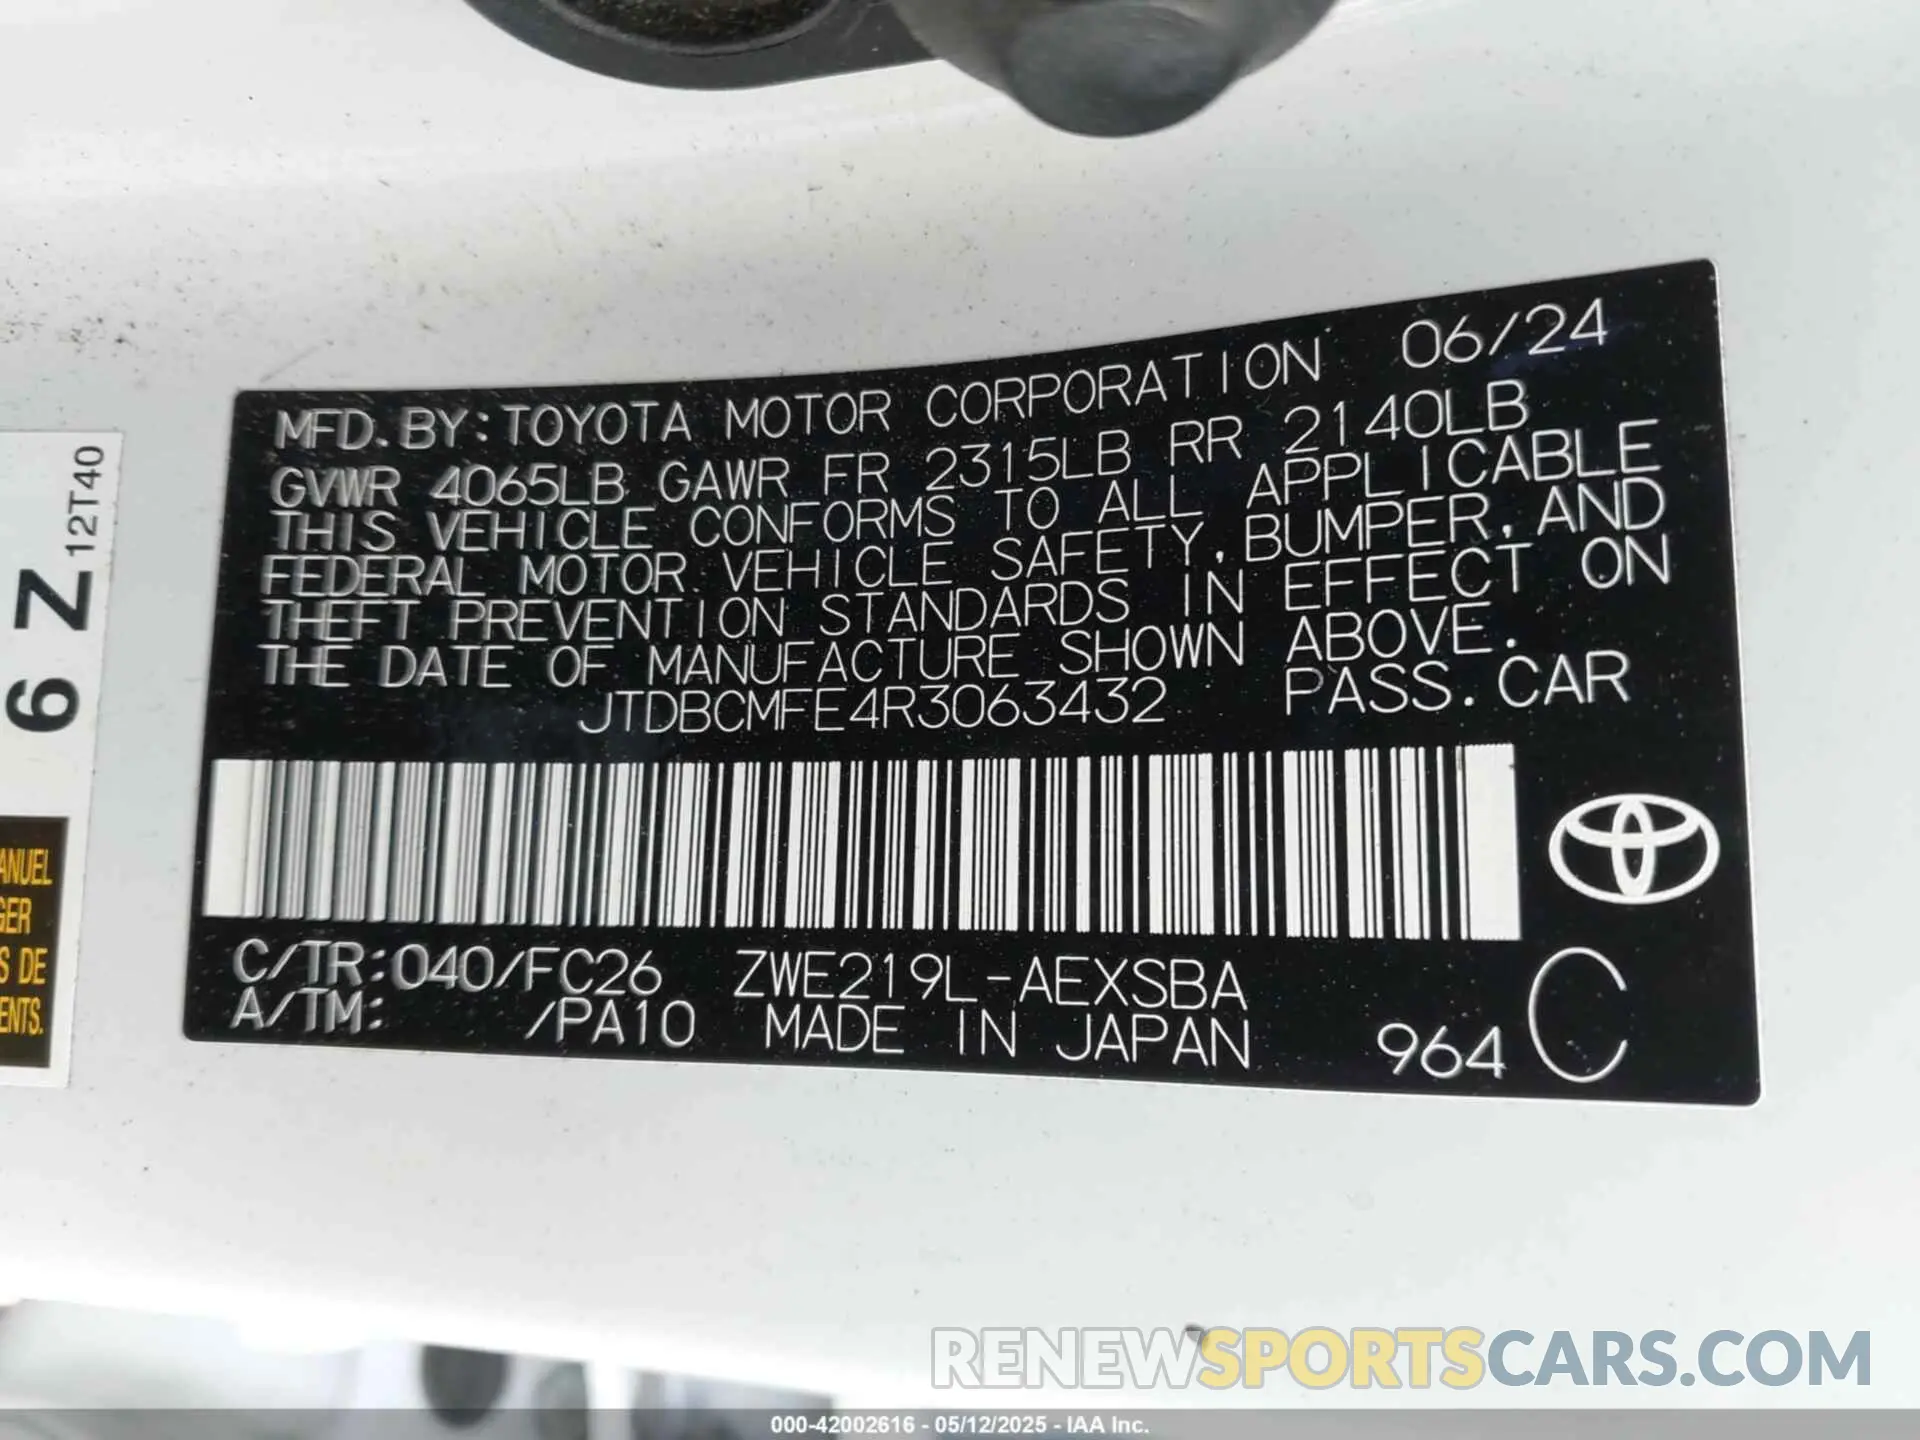 MFD. BY: TOYOTA MOTOR CORPORATION 06/24
GVWR 4065LB GAWR FR 2315LB RR 2140LB
THIS VEHICLE CONFORMS TO ALL APPLICABLE
FEDERAL MOTOR VEHICLE SAFETY, BUMPER, AND
THEFT PREVENTION STANDARDS IN EFFECT ON
THE DATE OF MANUFACTURE SHOWN ABOVE.
JTDBCMFE4R3063432 PASS. CAR
C/TR: 040/FC26 ZWE219L-AEXSBA
A/TM: /PA10 MADE IN JAPAN 964 C
6 Z 12T40
ANUEL
GER
S DE
ENTS.
RENEWSPORTSCARS.COM
000-42002616 - 05/12/2025 - IAA Inc.